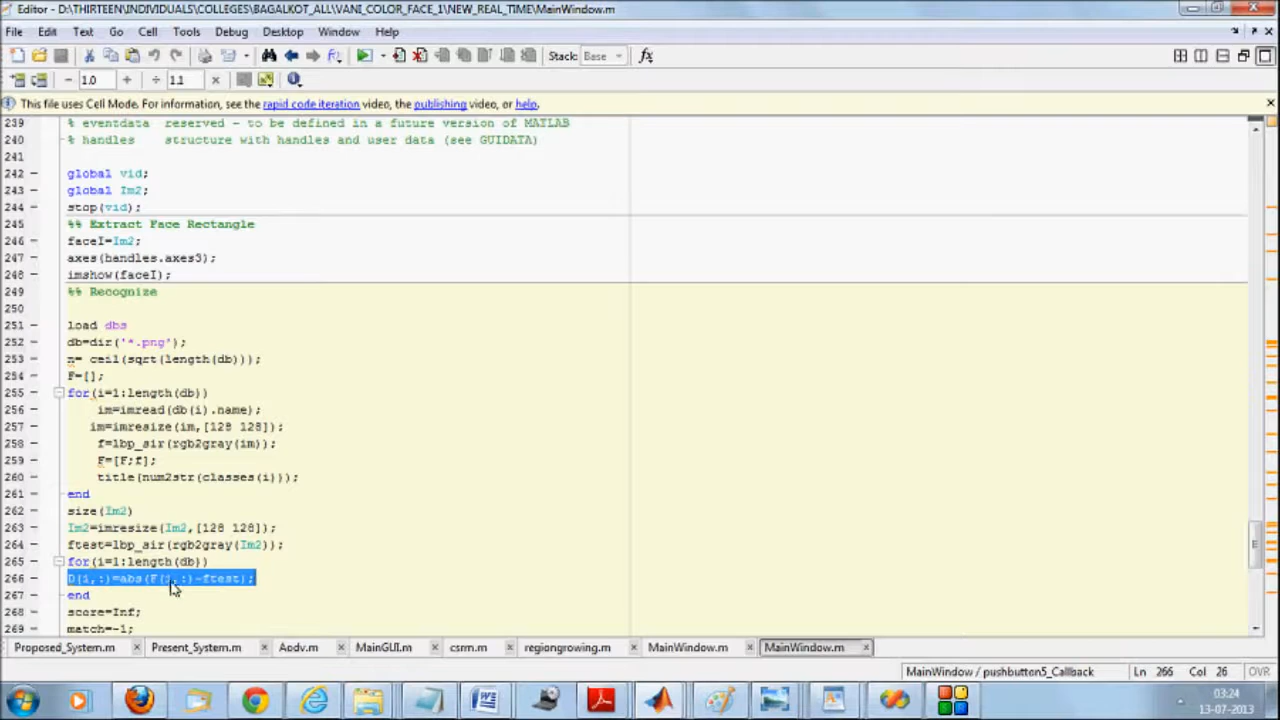 Editor - D:\THIRTEEN\INDIVIDUALS\COLLEGES\BAGALKOT_ALL\VANI_COLOR_FACE_1\NEW_REAL_TIME\MainWindow.m
File Edit Text Go Cell Tools Debug Desktop Window Help
Stack: Base fx
- 1.0 + ÷ 1.1 ×
This file uses Cell Mode. For information, see the rapid code iteration video, the publishing video, or help.
239 % eventdata reserved - to be defined in a future version of MATLAB
240 % handles structure with handles and user data (see GUIDATA)
241
242 global vid;
243 global Im2;
244 stop(vid);
245 %% Extract Face Rectangle
246 faceI=Im2;
247 axes(handles.axes3);
248 imshow(faceI);
249 %% Recognize
250
251 load dbs
252 db=dir('*.png');
253 n= ceil(sqrt(length(db)));
254 F=[];
255 for(i=1:length(db))
256 im=imread(db(i).name);
257 im=imresize(im,[128 128]);
258 f=lbp_sir(rgb2gray(im));
259 F=[F;f];
260 title(num2str(classes(i)));
261 end
262 size(Im2)
263 Im2=imresize(Im2,[128 128]);
264 ftest=lbp_sir(rgb2gray(Im2));
265 for(i=1:length(db))
266 D(i,:)=abs(F(i,:)-ftest);
267 end
268 score=Inf;
269 match=-1;
Proposed_System.m Present_System.m Aodv.m MainGUI.m csrm.m regiongrowing.m MainWindow.m MainWindow.m
MainWindow / pushbutton5_Callback Ln 266 Col 26 OVR
03:24
13-07-2013